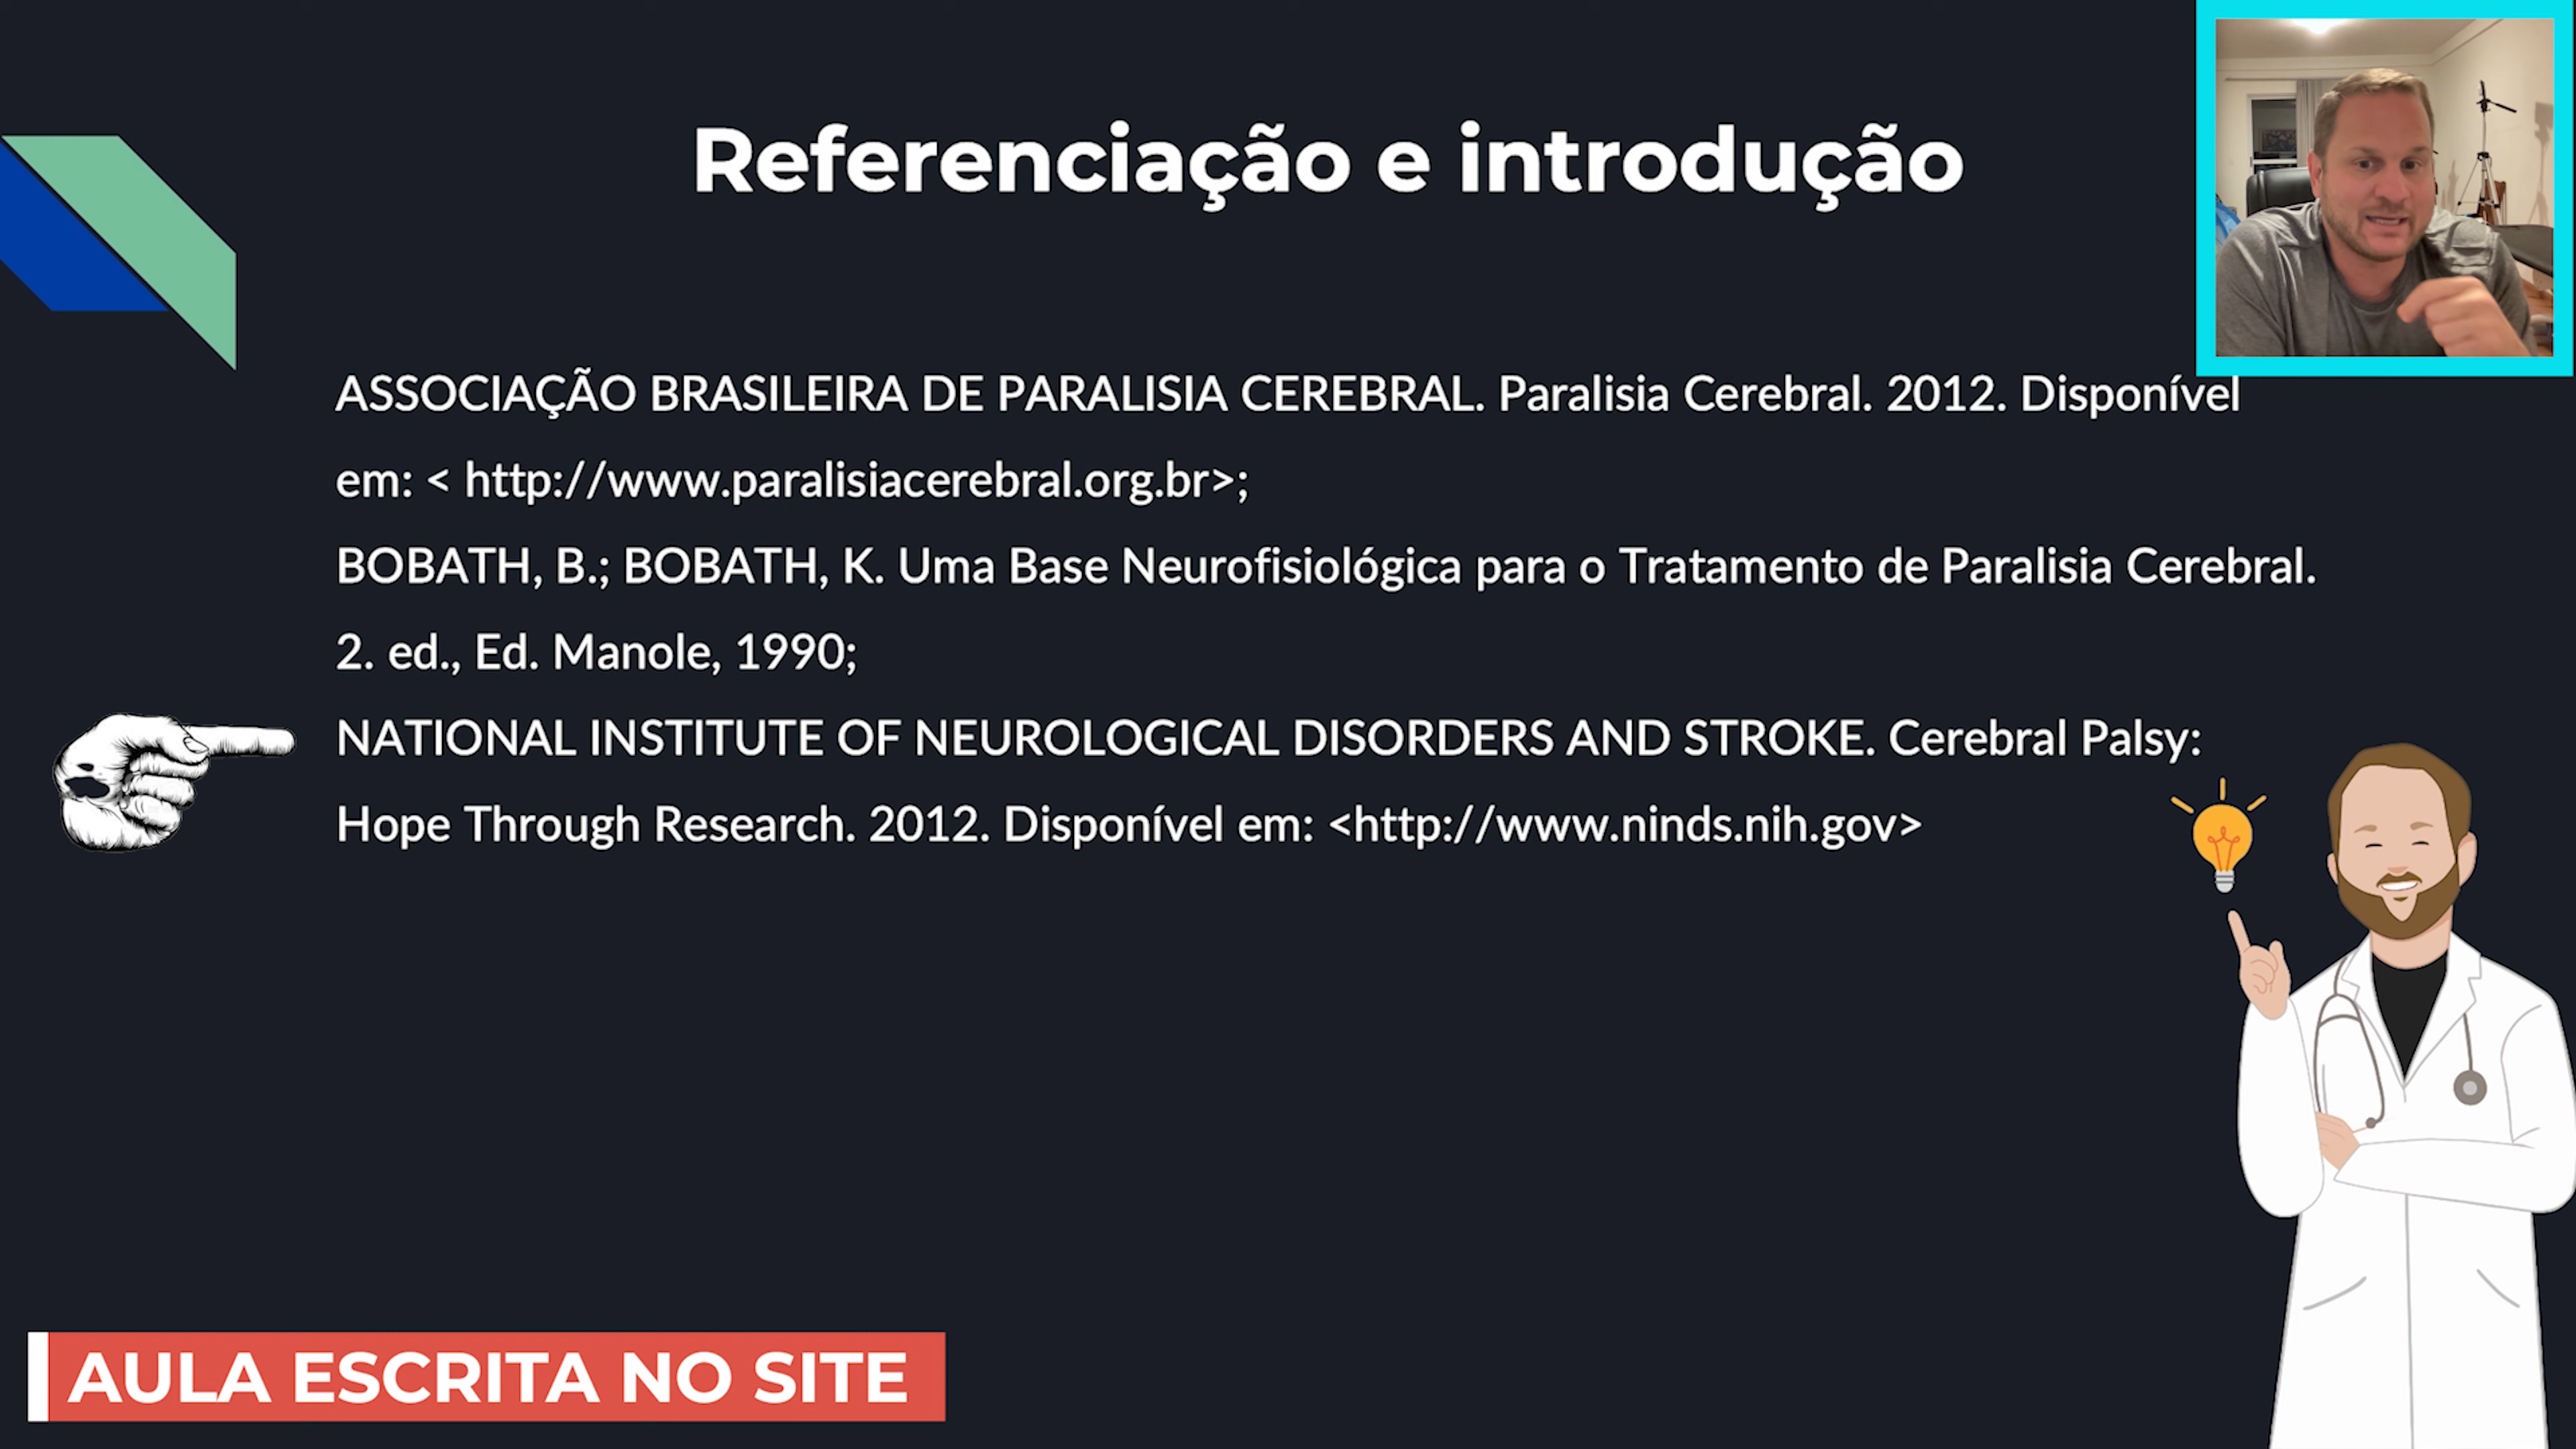 Referenciação e introdução
ASSOCIAÇÃO BRASILEIRA DE PARALISIA CEREBRAL. Paralisia Cerebral. 2012. Disponível
em: < http://www.paralisiacerebral.org.br>;
BOBATH, B.; BOBATH, K. Uma Base Neurofisiológica para o Tratamento de Paralisia Cerebral.
2. ed., Ed. Manole, 1990;
NATIONAL INSTITUTE OF NEUROLOGICAL DISORDERS AND STROKE. Cerebral Palsy:
Hope Through Research. 2012. Disponível em: <http://www.ninds.nih.gov>
AULA ESCRITA NO SITE